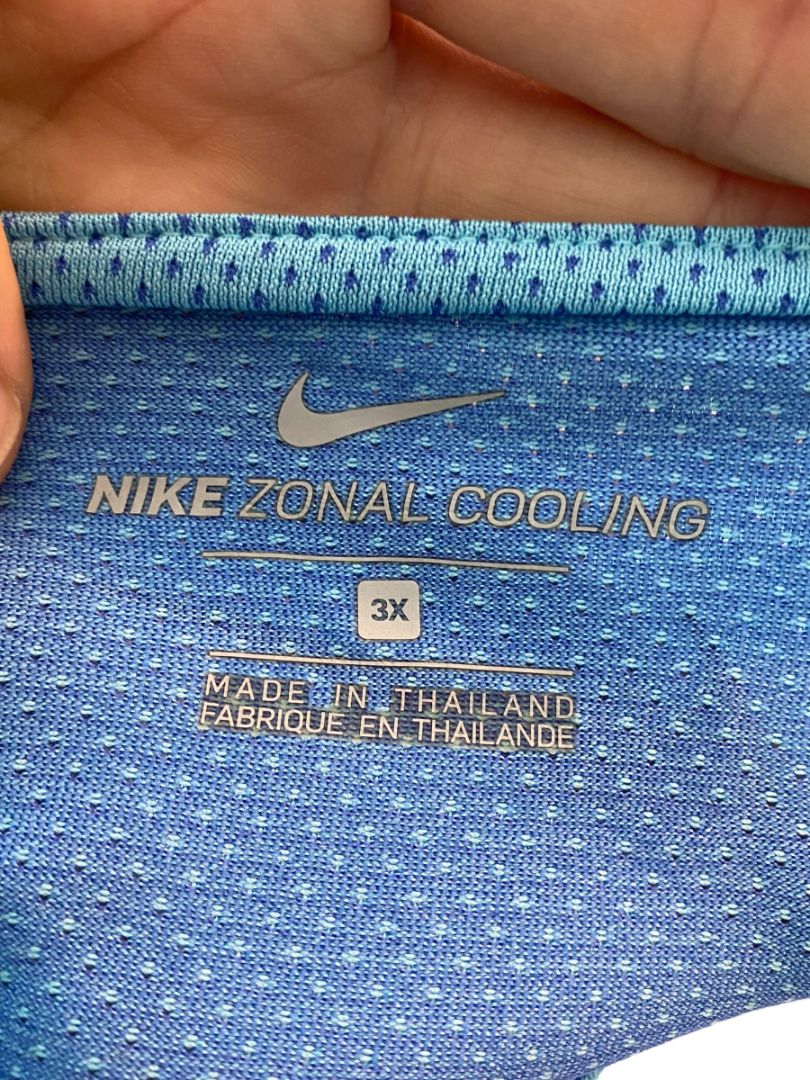 NIKE ZONAL COOLING
3X
MADE IN THAILAND
FABRIQUE EN THAILANDE